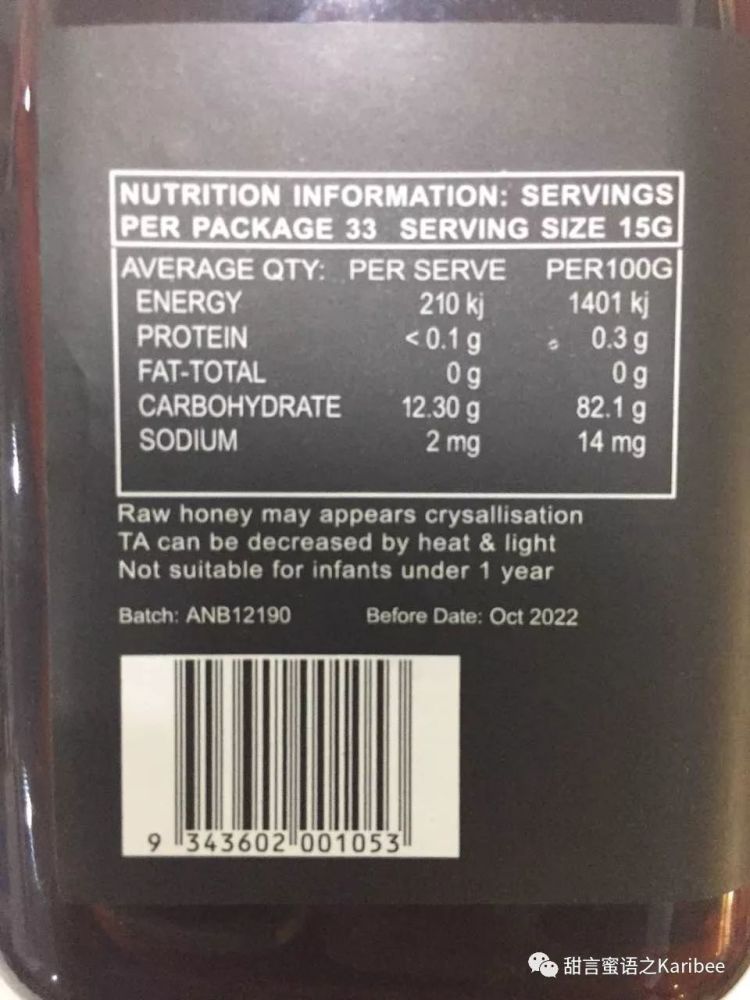 NUTRITION INFORMATION: SERVINGS
PER PACKAGE 33 SERVING SIZE 15G
AVERAGE QTY: PER SERVE PER100G
ENERGY 210 kj 1401 kj
PROTEIN <0.1 g 0.3 g
FAT-TOTAL 0 g 0 g
CARBOHYDRATE 12.30 g 82.1 g
SODIUM 2 mg 14 mg
Raw honey may appears crysallisation
TA can be decreased by heat & light
Not suitable for infants under 1 year
Batch: ANB12190 Before Date: Oct 2022
9 343602 001053
甜言蜜语之Karibee